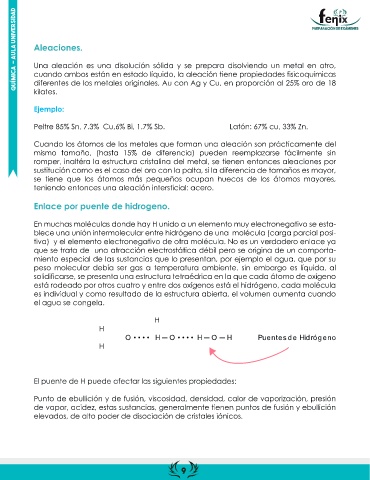 QUÍMICA – AULA UNIVERSIDAD
fenix
PREPARACION DE EXÁMENES
Aleaciones.
Una aleación es una disolución sólida y se prepara disolviendo un metal en otro,
cuando ambos están en estado líquido, la aleación tiene propiedades fisicoquímicas
diferentes de los metales originales. Au con Ag y Cu, en proporción al 25% oro de 18
kilates.
Ejemplo:
Peltre 85% Sn, 7.3% Cu,6% Bi, 1.7% Sb. Latón: 67% cu, 33% Zn.
Cuando los átomos de los metales que forman una aleación son prácticamente del
mismo tamaño, (hasta 15% de diferencia) pueden reemplazarse fácilmente sin
romper, inaltéra la estructura cristalina del metal, se tienen entonces aleaciones por
sustitución como es el caso del oro con la palta, si la diferencia de tamaños es mayor,
se tiene que los átomos más pequeños ocupan huecos de los átomos mayores,
teniendo entonces una aleación intersticial: acero.
Enlace por puente de hidrogeno.
En muchas moléculas donde hay H unido a un elemento muy electronegativo se esta-
blece una unión intermolecular entre hidrógeno de una molécula (carga parcial posi-
tiva) y el elemento electronegativo de otra molécula. No es un verdadero enlace ya
que se trata de uno atracción electrostática débil pero se origina de un comporta-
miento especial de las sustancias que lo presentan, por ejemplo el agua, que por su
peso molecular debía ser gas a temperatura ambiente, sin embargo es líquida, al
solidificarse, se presenta una estructura tetraédrica en la que cada átomo de oxígeno
está rodeado por otros cuatro y entre dos oxígenos está el hidrógeno, cada molécula
es individual y como resultado de la estructura abierta, el volumen aumenta cuando
el agua se congela.
H
H
O •••• H — O •••• H — O — H Puentes de Hidrógeno
H
El puente de H puede afectar las siguientes propiedades:
Punto de ebullición y de fusión, viscosidad, densidad, calor de vaporización, presión
de vapor, acidez, estas sustancias, generalmente tienen puntos de fusión y ebullición
elevados, de alto poder de disociación de cristales iónicos.
9